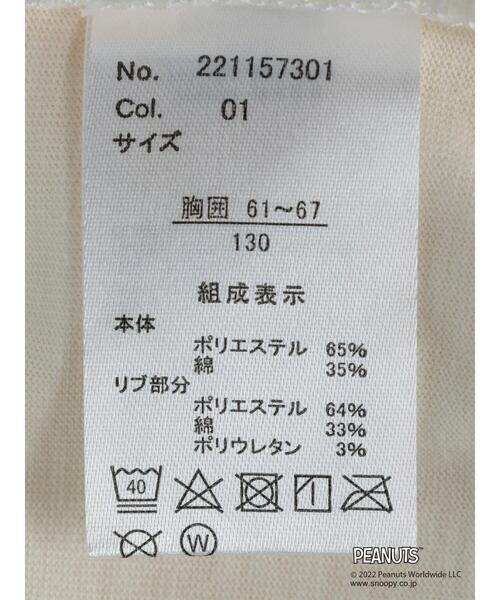 No. 221157301
Col. 01
サイズ
胸囲 61～67
130
組成表示
本体
ポリエステル 65%
綿 35%
リブ部分
ポリエステル 64%
綿 33%
ポリウレタン 3%
40
W
PEANUTS™
© 2022 Peanuts Worldwide LLC
www.snoopy.co.jp